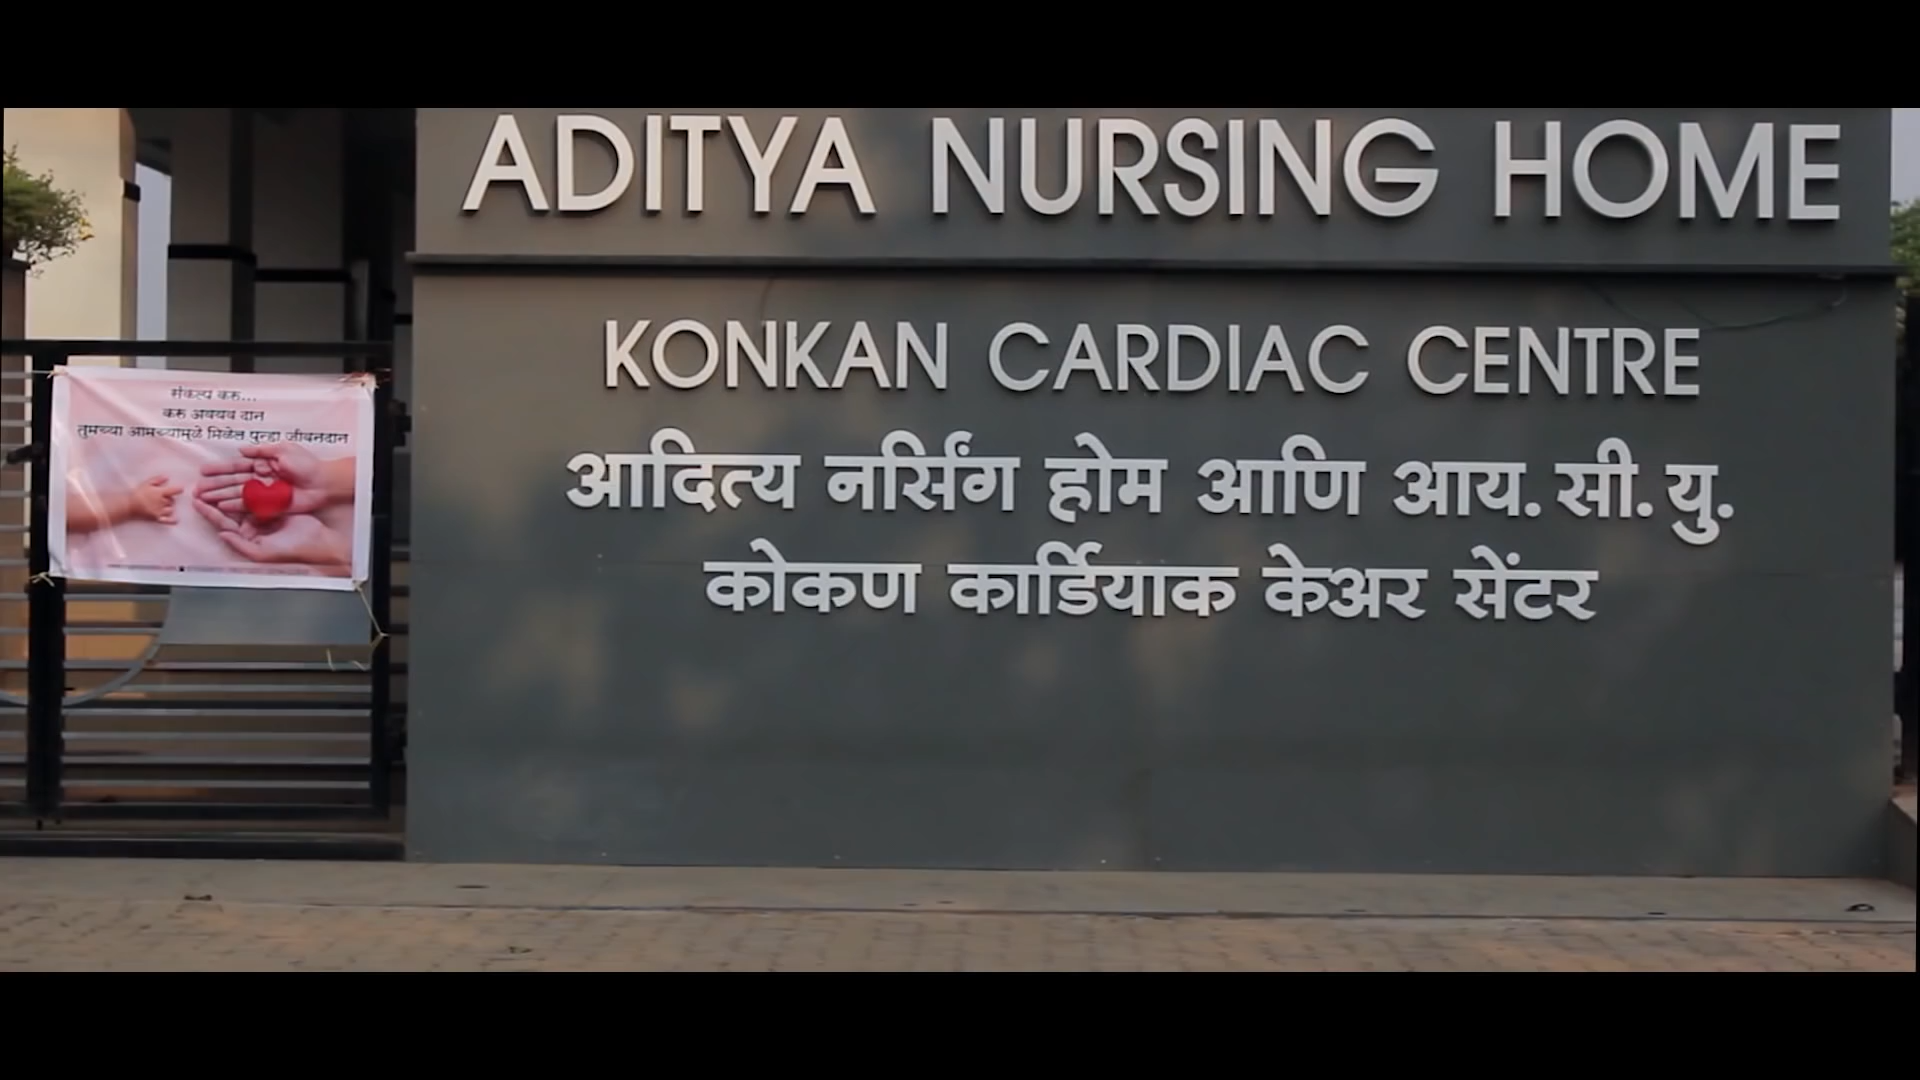 ADITYA NURSING HOME
KONKAN CARDIAC CENTRE
आदित्य नर्सिंग होम आणि आय. सी. यु.
कोकण कार्डियाक केअर सेंटर
संकल्प करू...
करू अवयव दान
तुमच्या आमच्यामुळे मिळेल पुन्हा जीवनदान